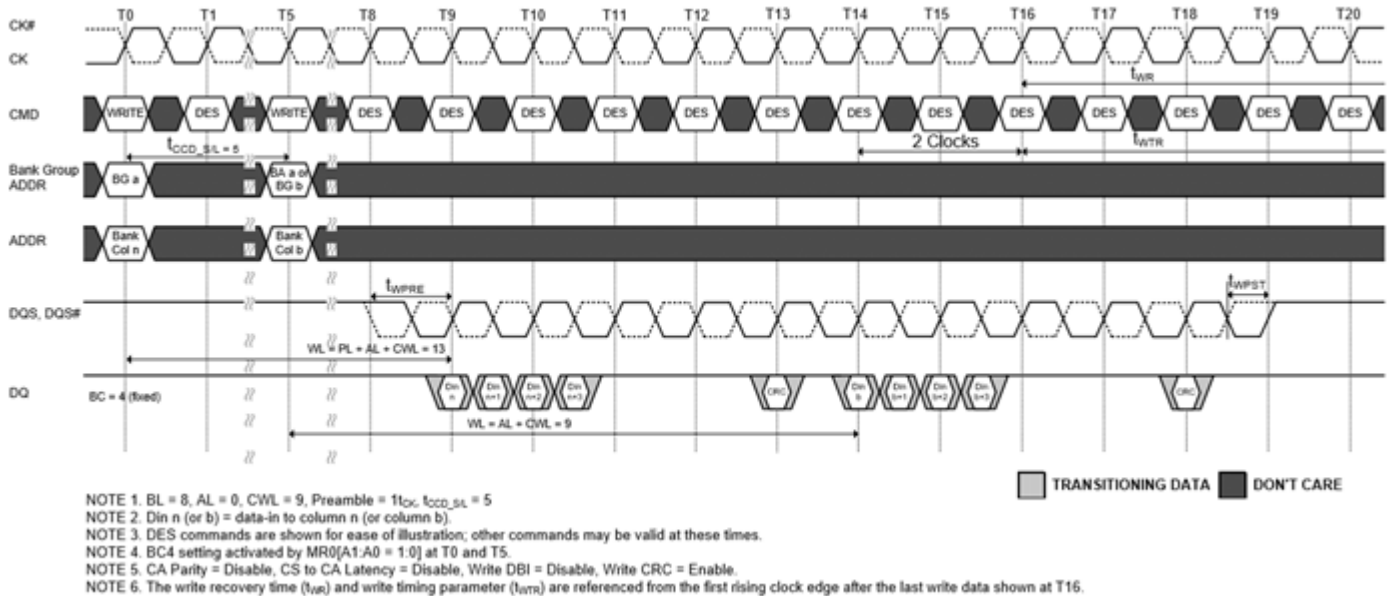 T0 T1 T5 T8 T9 T10 T11 T12 T13 T14 T15 T16 T17 T18 T19 T20
CK#
CK
tWR
CMD WRITE DES WRITE DES DES DES DES DES DES DES DES DES DES DES DES DES
tCCD_S/L = 5
2 Clocks
tWTR
Bank Group
ADDR
BG a
BA a or
BG b
ADDR
Bank
Col n
Bank
Col b
tWPRE
tWPST
DQS, DQS#
WL = PL + AL + CWL = 13
DQ
BC = 4 (fixed)
Din
n
Din
n+1
Din
n+2
Din
n+3
CRC
Din
b
Din
b+1
Din
b+2
Din
b+3
CRC
WL = AL + CWL = 9
TRANSITIONING DATA DON'T CARE
NOTE 1. BL = 8, AL = 0, CWL = 9, Preamble = 1tCK, tCCD_S/L = 5
NOTE 2. Din n (or b) = data-in to column n (or column b).
NOTE 3. DES commands are shown for ease of illustration; other commands may be valid at these times.
NOTE 4. BC4 setting activated by MR0[A1:A0 = 1:0] at T0 and T5.
NOTE 5. CA Parity = Disable, CS to CA Latency = Disable, Write DBI = Disable, Write CRC = Enable.
NOTE 6. The write recovery time (tWR) and write timing parameter (tWTR) are referenced from the first rising clock edge after the last write data shown at T16.